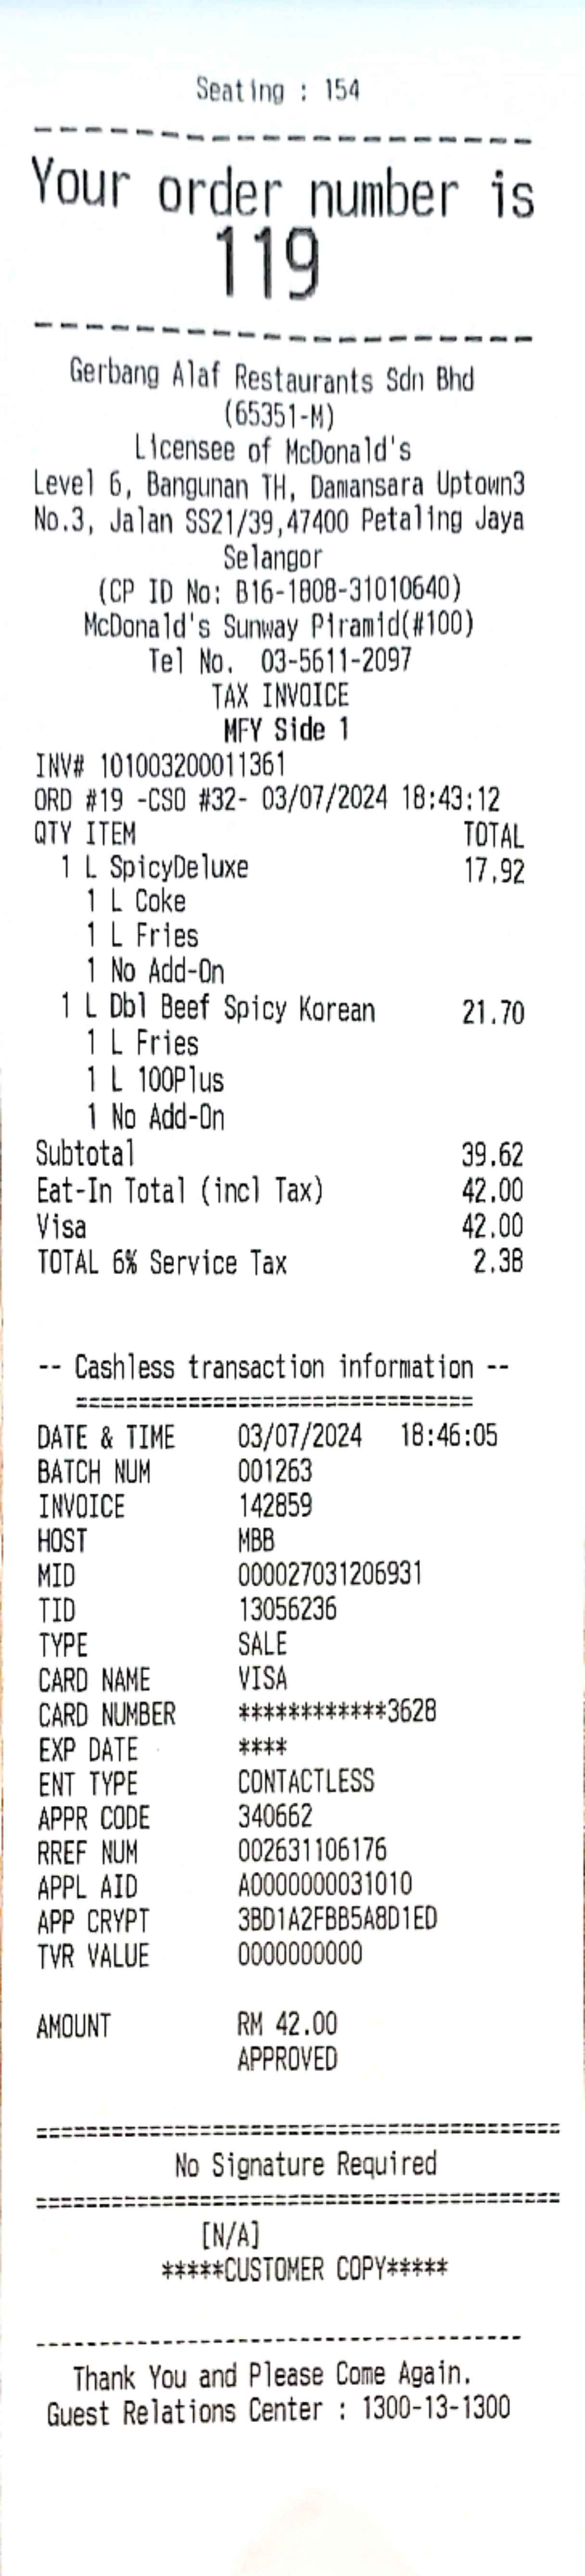 Seating : 154
--------------------
Your order number is
119
--------------------
Gerbang Alaf Restaurants Sdn Bhd
(65351-M)
Licensee of McDonald's
Level 6, Bangunan TH, Damansara Uptown3
No.3, Jalan SS21/39,47400 Petaling Jaya
Selangor
(CP ID No: B16-1808-31010640)
McDonald's Sunway Piramid(#100)
Tel No. 03-5611-2097
TAX INVOICE
MFY Side 1
INV# 101003200011361
ORD #19 -CSO #32- 03/07/2024 18:43:12
QTY ITEM TOTAL
1 L SpicyDeluxe 17.92
1 L Coke
1 L Fries
1 No Add-On
1 L Dbl Beef Spicy Korean 21.70
1 L Fries
1 L 100Plus
1 No Add-On
Subtotal 39.62
Eat-In Total (incl Tax) 42.00
Visa 42.00
TOTAL 6% Service Tax 2.38
-- Cashless transaction information --
================================
DATE & TIME 03/07/2024 18:46:05
BATCH NUM 001263
INVOICE 142859
HOST MBB
MID 000027031206931
TID 13056236
TYPE SALE
CARD NAME VISA
CARD NUMBER ************3628
EXP DATE ****
ENT TYPE CONTACTLESS
APPR CODE 340662
RREF NUM 002631106176
APPL AID A0000000031010
APP CRYPT 3BD1A2FBB5A8D1ED
TVR VALUE 0000000000
AMOUNT RM 42.00
APPROVED
==========================================
No Signature Required
==========================================
[N/A]
*****CUSTOMER COPY*****
---------------------------------------
Thank You and Please Come Again.
Guest Relations Center : 1300-13-1300